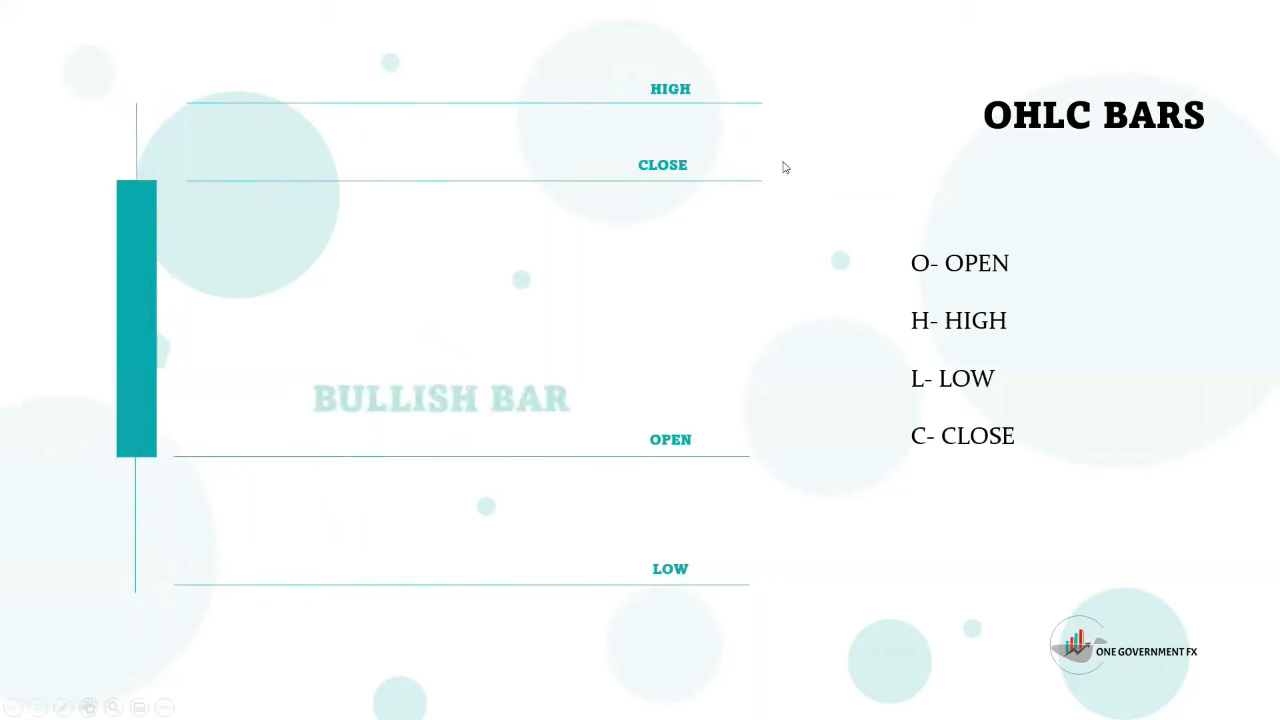 HIGH
OHLC BARS
CLOSE
O- OPEN
H- HIGH
L- LOW
BULLISH BAR
C- CLOSE
OPEN
LOW
ONE GOVERNMENT FX